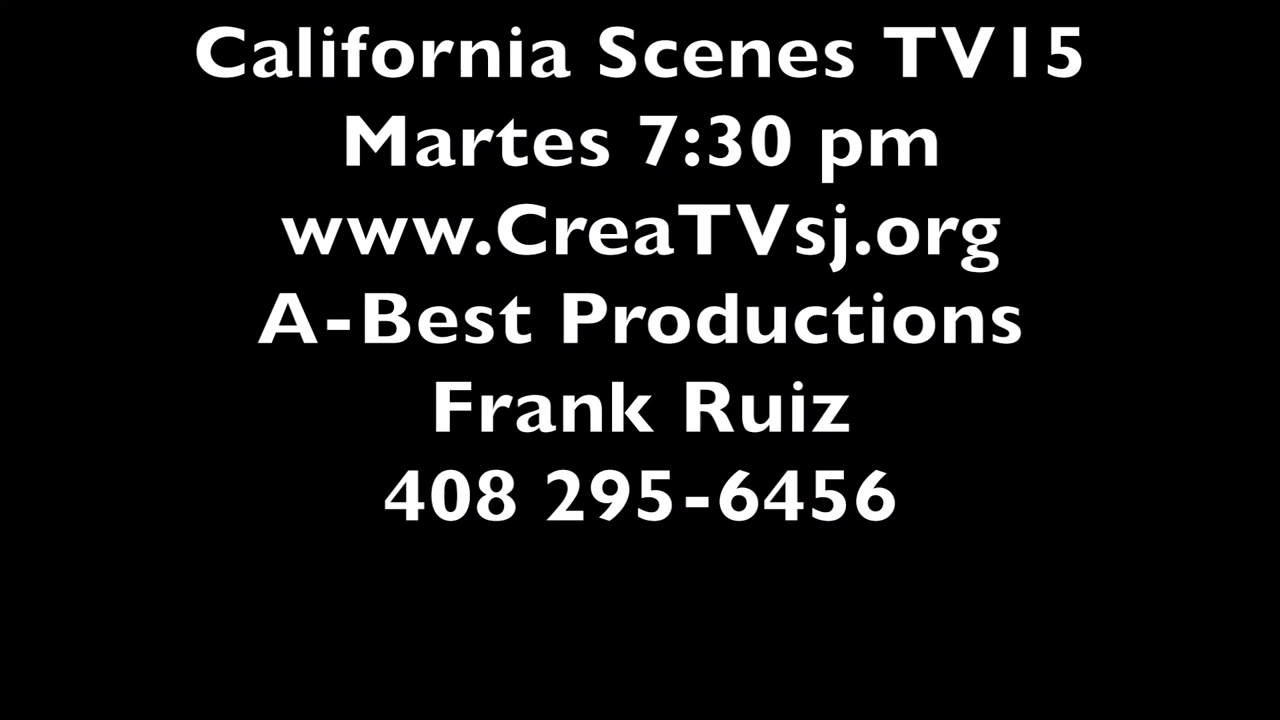 California Scenes TV15
Martes 7:30 pm
www.CreaTVsj.org
A-Best Productions
Frank Ruiz
408 295-6456